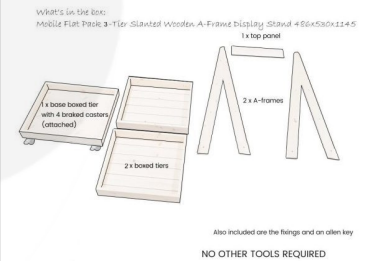 What's in the box:
Mobile Flat Pack 3-Tier Slanted Wooden A-Frame Display Stand 486x530x1145
1 x top panel
1 x base boxed tier
with 4 braked castors
(attached)
2 x A-frames
2 x boxed tiers
Also included are the fixings and an allen key
NO OTHER TOOLS REQUIRED